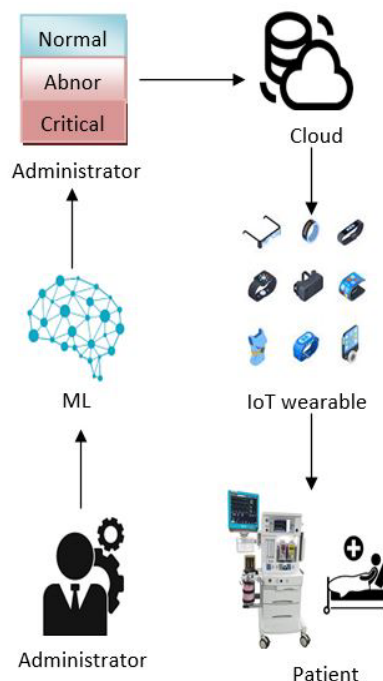 Normal
Abnor
Critical
Administrator
Cloud
ML
IoT wearable
Administrator
Patient